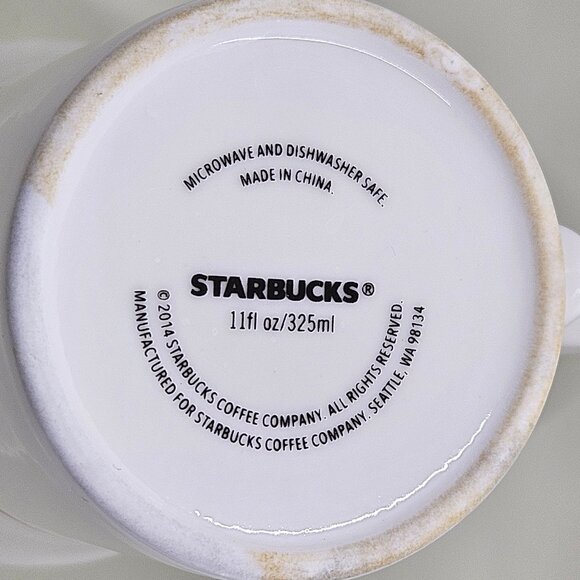 MICROWAVE AND DISHWASHER SAFE.
MADE IN CHINA.
STARBUCKS®
11fl oz/325ml
© 2014 STARBUCKS COFFEE COMPANY. ALL RIGHTS RESERVED.
MANUFACTURED FOR STARBUCKS COFFEE COMPANY. SEATTLE, WA 98134